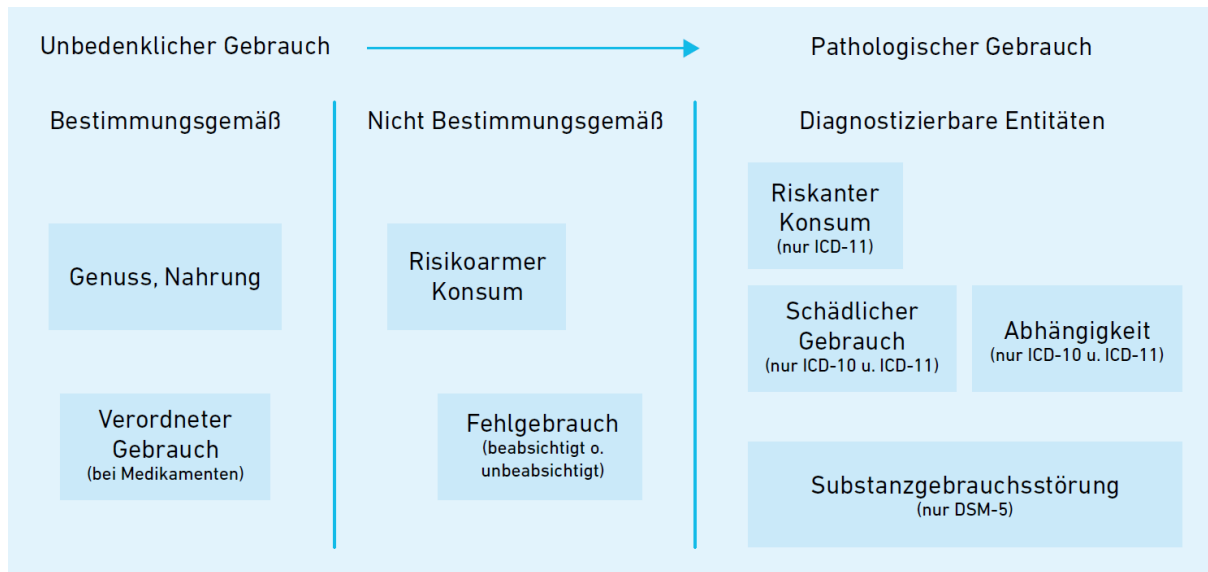 Unbedenklicher Gebrauch
Pathologischer Gebrauch
Bestimmungsgemäß
Nicht Bestimmungsgemäß
Diagnostizierbare Entitäten
Genuss, Nahrung
Verordneter
Gebrauch
(bei Medikamenten)
Risikoarmer
Konsum
Fehlgebrauch
(beabsichtigt o.
unbeabsichtigt)
Riskanter
Konsum
(nur ICD-11)
Schädlicher
Gebrauch
(nur ICD-10 u. ICD-11)
Abhängigkeit
(nur ICD-10 u. ICD-11)
Substanzgebrauchsstörung
(nur DSM-5)